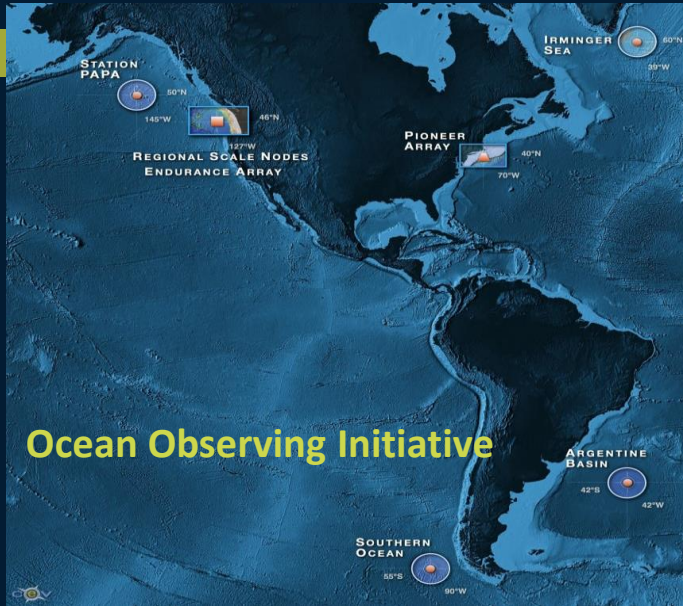 IRMINGER
SEA
60°N
39°W
STATION
PAPA
50°N
145°W
46°N
127°W
REGIONAL SCALE NODES
ENDURANCE ARRAY
PIONEER
ARRAY
40°N
70°W
Ocean Observing Initiative
ARGENTINE
BASIN
42°S
42°W
SOUTHERN
OCEAN
55°S
90°W